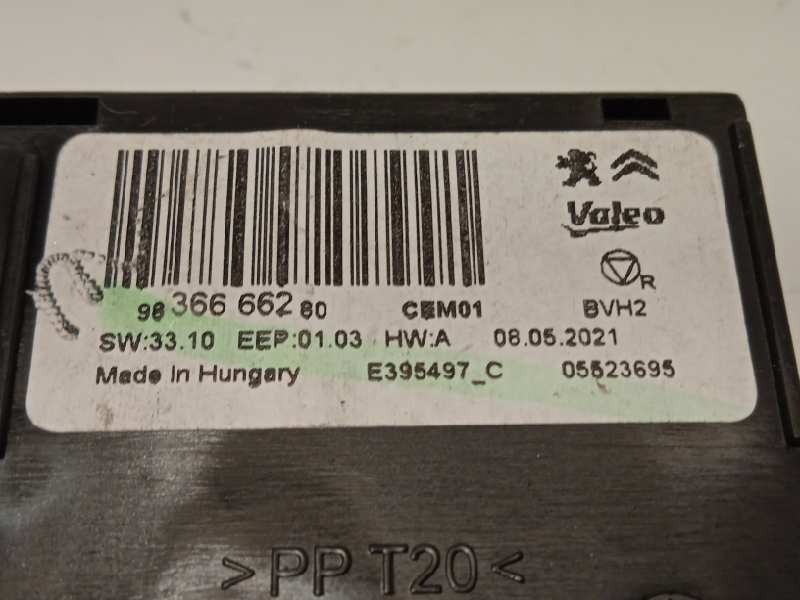 Valeo
R
98 366 662 80 CEM01 BVH2
SW:33.10 EEP:01.03 HW:A 08.05.2021
Made In Hungary E395497_C 05523695
>PP T20<